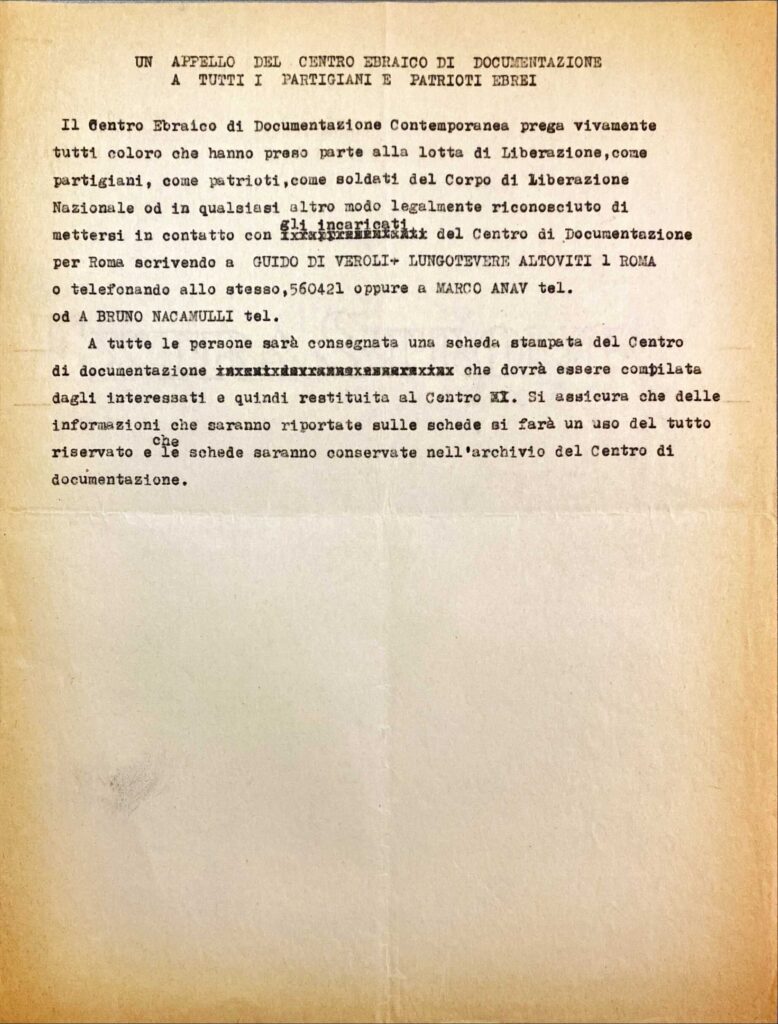 UN APPELLO DEL CENTRO EBRAICO DI DOCUMENTAZIONE
A TUTTI I PARTIGIANI E PATRIOTI EBREI
Il Centro Ebraico di Documentazione Contemporanea prega vivamente
tutti coloro che hanno preso parte alla lotta di Liberazione,come
partigiani, come patrioti,come soldati del Corpo di Liberazione
Nazionale od in qualsiasi altro modo legalmente riconosciuto di
mettersi in contatto con gli incaricati del Centro di Documentazione
per Roma scrivendo a GUIDO DI VEROLI+ LUNGOTEVERE ALTOVITI 1 ROMA
o telefonando allo stesso,560421 oppure a MARCO ANAV tel.
od A BRUNO NACAMULLI tel.
A tutte le persone sarà consegnata una scheda stampata del Centro
di documentazione che dovrà essere compilata
dagli interessati e quindi restituita al Centro. Si assicura che delle
informazioni che saranno riportate sulle schede si farà un uso del tutto
riservato e che le schede saranno conservate nell'archivio del Centro di
documentazione.